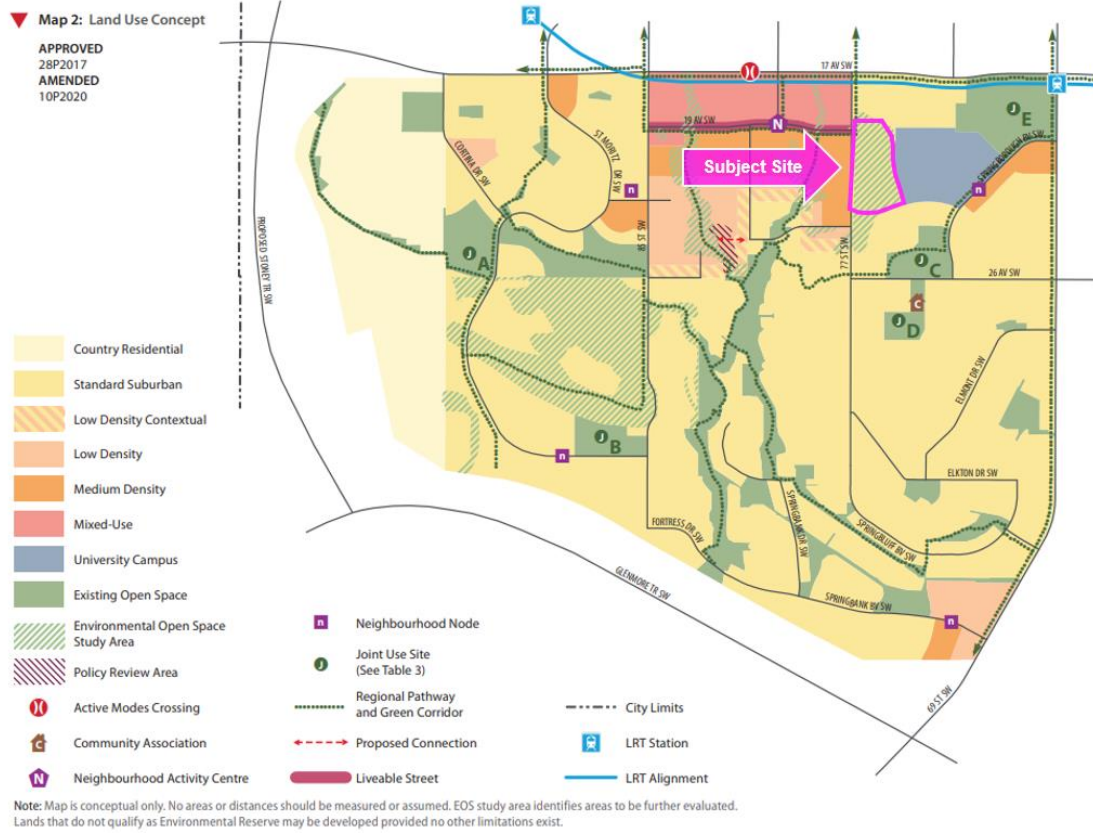 Map 2: Land Use Concept
APPROVED
28P2017
AMENDED
10P2020
17 AV SW
19 AV SW
N
J E
Subject Site
SPRINGBOROUGH BV SW
CORTINA DR SW
ST MORITZ DR SW
n
n
85 ST SW
77 ST SW
PROPOSED STONEY TR SW
J A
J C
26 AV SW
C
J D
ELMONT DR SW
J B
n
ELKTON DR SW
FORTRESS DR SW
SPRINGBANK DR SW
SPRINGBLUFF BV SW
GLENMORE TR SW
SPRINGBANK BV SW
n
69 ST SW
Country Residential
Standard Suburban
Low Density Contextual
Low Density
Medium Density
Mixed-Use
University Campus
Existing Open Space
Environmental Open Space
Study Area
Policy Review Area
Active Modes Crossing
C Community Association
N Neighbourhood Activity Centre
n Neighbourhood Node
J Joint Use Site
(See Table 3)
Regional Pathway
and Green Corridor
Proposed Connection
Liveable Street
City Limits
LRT Station
LRT Alignment
Note: Map is conceptual only. No areas or distances should be measured or assumed. EOS study area identifies areas to be further evaluated.
Lands that do not qualify as Environmental Reserve may be developed provided no other limitations exist.